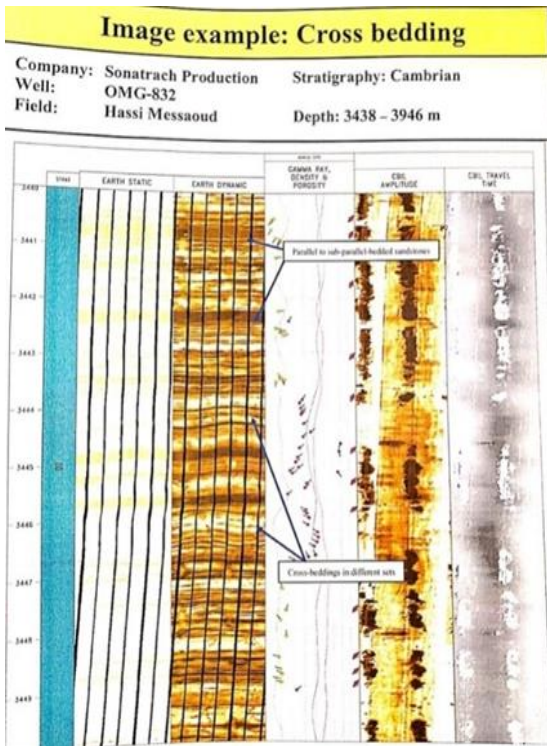 Image example: Cross bedding
Company: Sonatrach Production Stratigraphy: Cambrian
Well: OMG-832
Field: Hassi Messaoud Depth: 3438 – 3946 m
EARTH STATIC EARTH DYNAMIC GAMMA RAY, DENSITY & POROSITY CBIL AMPLITUDE CBIL TRAVEL TIME
3440
3441
Parallel to sub-parallel-bedded sandstones
3442
3443
3444
3445
3446
Cross-beddings in different sets
3447
3448
3449